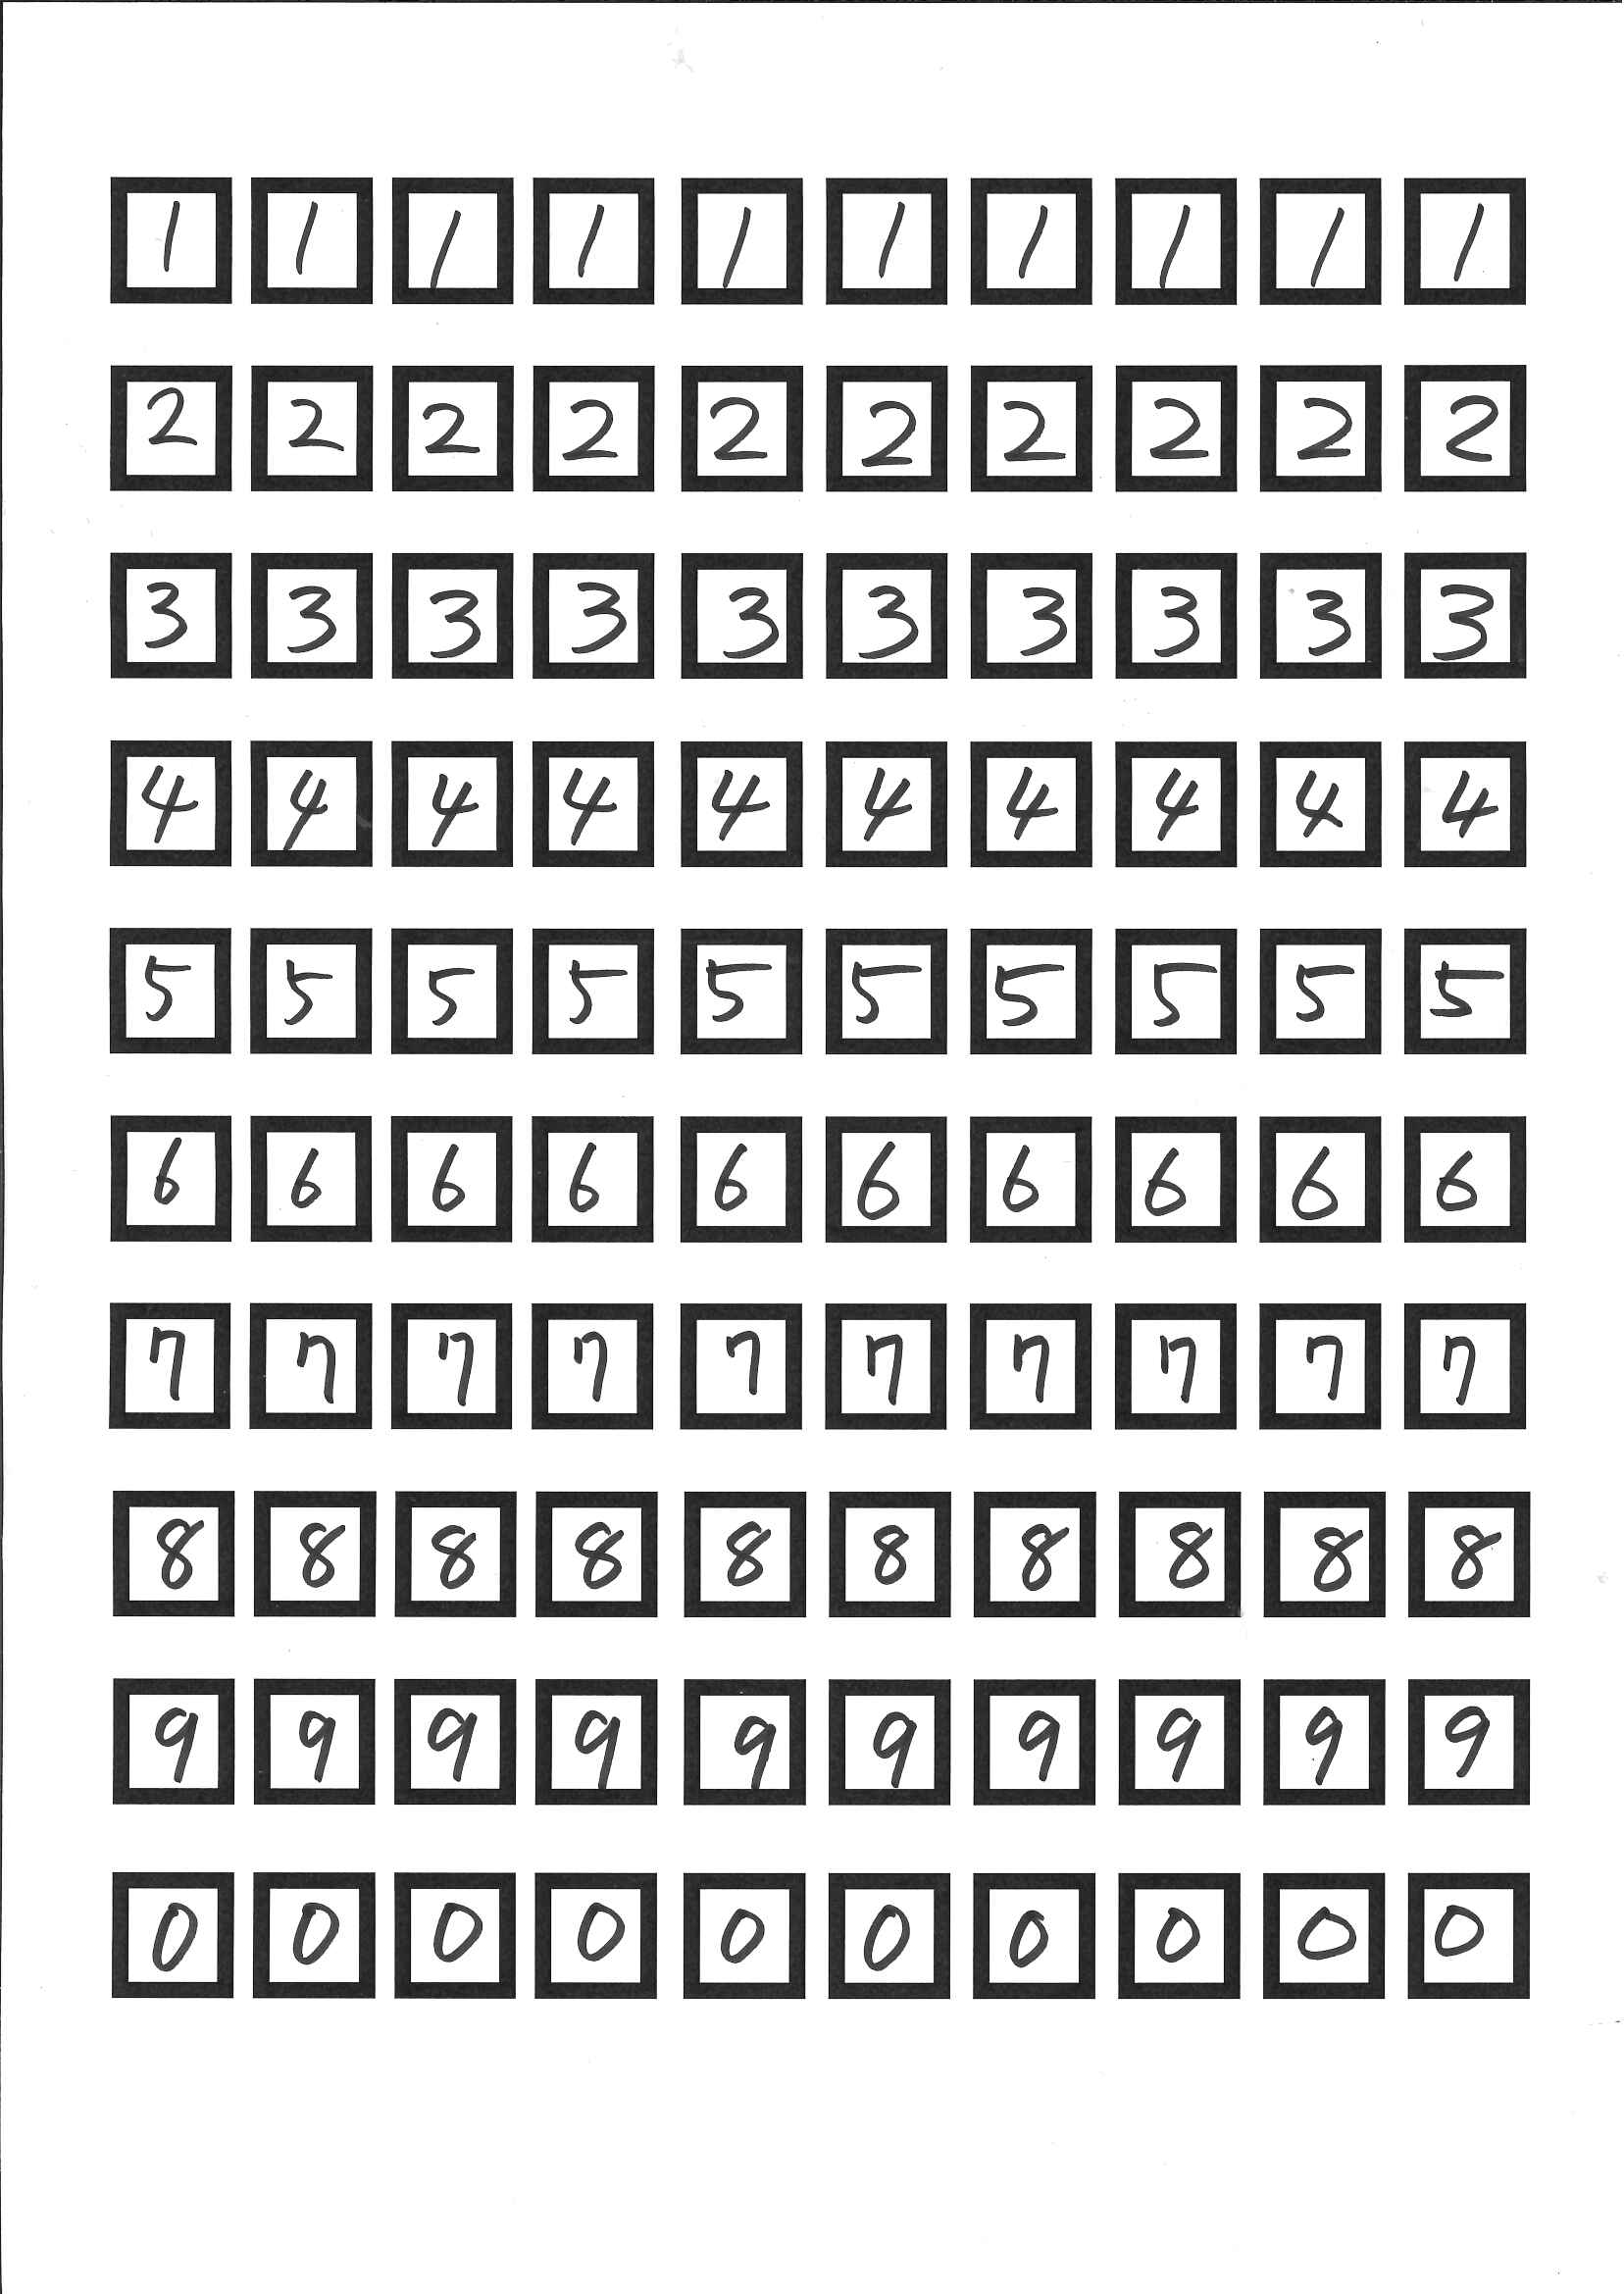 1 1 1 1 1 1 1 1 1 1
2 2 2 2 2 2 2 2 2 2
3 3 3 3 3 3 3 3 3 3
4 4 4 4 4 4 4 4 4 4
5 5 5 5 5 5 5 5 5 5
6 6 6 6 6 6 6 6 6 6
7 7 7 7 7 7 7 7 7 7
8 8 8 8 8 8 8 8 8 8
9 9 9 9 9 9 9 9 9 9
0 0 0 0 0 0 0 0 0 0